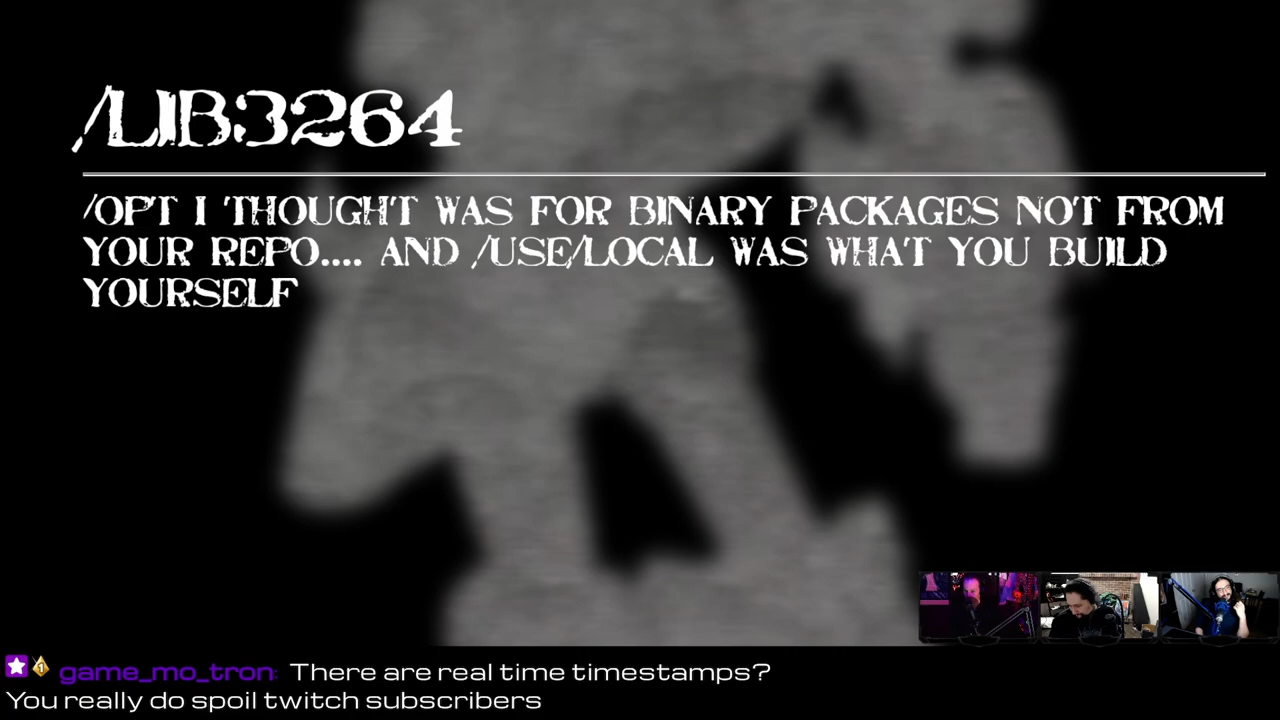 /LIB3264
/OPT I THOUGHT WAS FOR BINARY PACKAGES NOT FROM
YOUR REPO.... AND /USE/LOCAL WAS WHAT YOU BUILD
YOURSELF
game_mo_tron: There are real time timestamps?
You really do spoil twitch subscribers